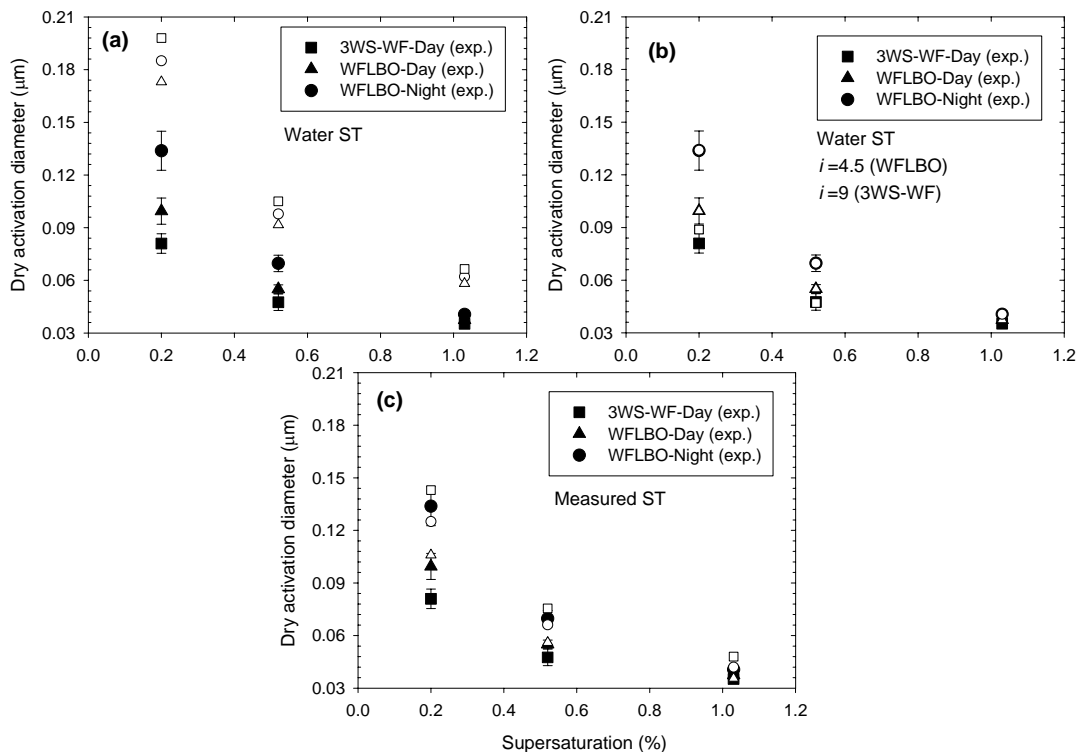 (a)
3WS-WF-Day (exp.)
WFLBO-Day (exp.)
WFLBO-Night (exp.)
Water ST
Dry activation diameter (μm)
0.21
0.18
0.15
0.12
0.09
0.06
0.03
0.0 0.2 0.4 0.6 0.8 1.0 1.2
(b)
3WS-WF-Day (exp.)
WFLBO-Day (exp.)
WFLBO-Night (exp.)
Water ST
i=4.5 (WFLBO)
i=9 (3WS-WF)
Dry activation diameter (μm)
0.21
0.18
0.15
0.12
0.09
0.06
0.03
0.0 0.2 0.4 0.6 0.8 1.0 1.2
(c)
3WS-WF-Day (exp.)
WFLBO-Day (exp.)
WFLBO-Night (exp.)
Measured ST
Dry activation diameter (μm)
0.21
0.18
0.15
0.12
0.09
0.06
0.03
0.0 0.2 0.4 0.6 0.8 1.0 1.2
Supersaturation (%)